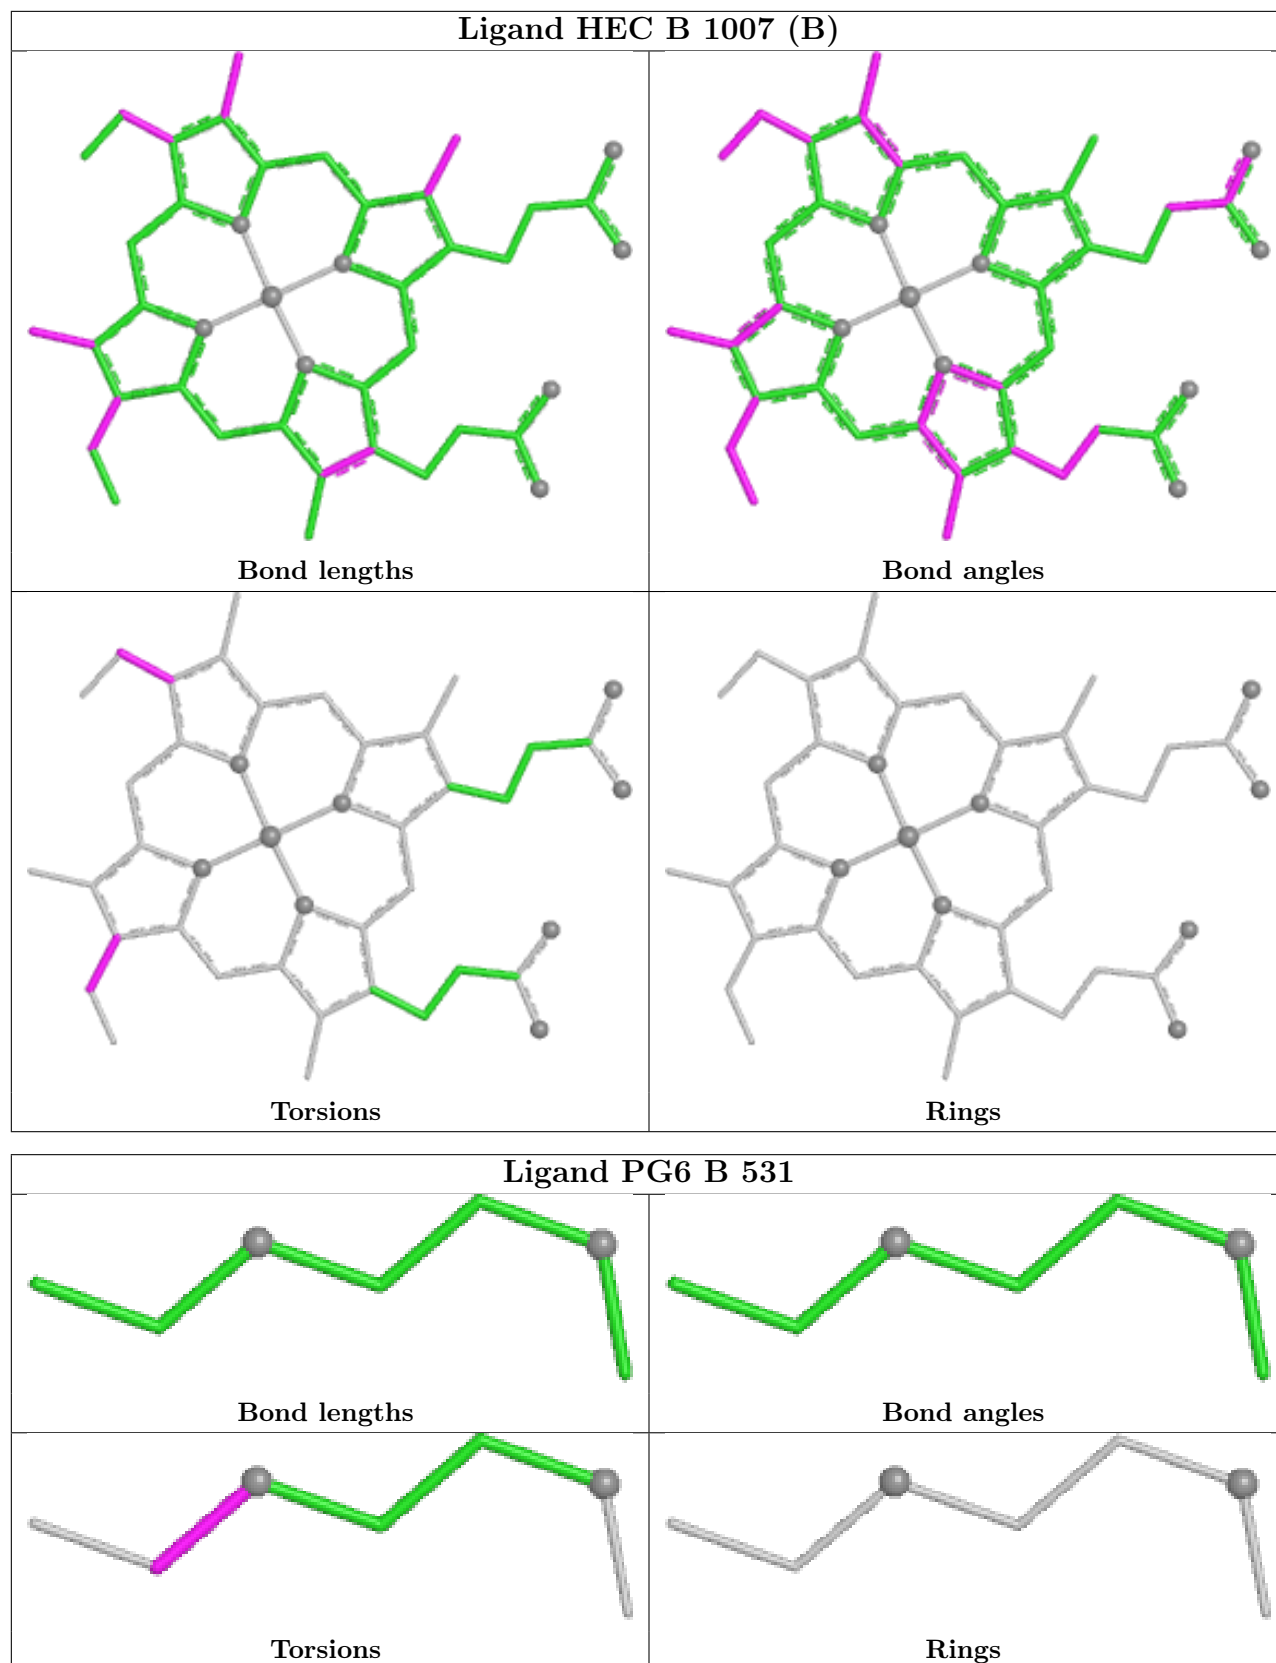 Ligand HEC B 1007 (B)
Bond lengths
Bond angles
Torsions
Rings
Ligand PG6 B 531
Bond lengths
Bond angles
Torsions
Rings